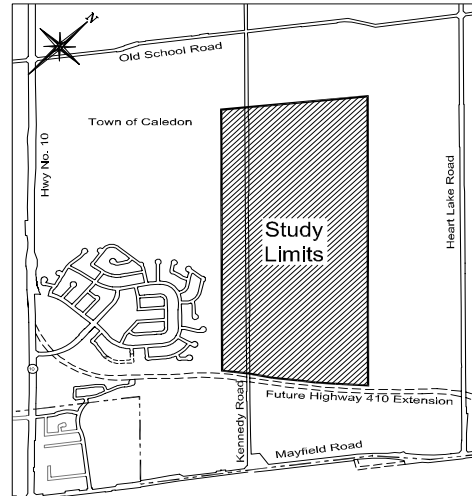 N
Old School Road
Town of Caledon
Hwy No. 10
Heart Lake Road
Study
Limits
10
Kennedy Road
Future Highway 410 Extension
Mayfield Road